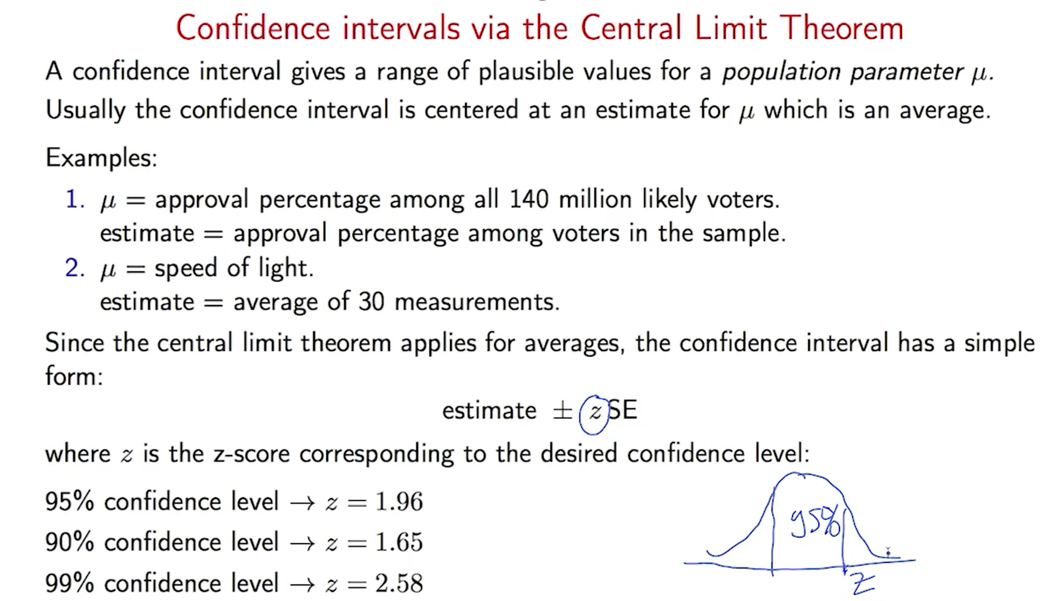 Confidence intervals via the Central Limit Theorem
A confidence interval gives a range of plausible values for a population parameter μ.
Usually the confidence interval is centered at an estimate for μ which is an average.
Examples:
1. μ = approval percentage among all 140 million likely voters.
estimate = approval percentage among voters in the sample.
2. μ = speed of light.
estimate = average of 30 measurements.
Since the central limit theorem applies for averages, the confidence interval has a simple
form:
estimate ± z SE
where z is the z-score corresponding to the desired confidence level:
95% confidence level → z = 1.96
90% confidence level → z = 1.65
99% confidence level → z = 2.58
95%
z